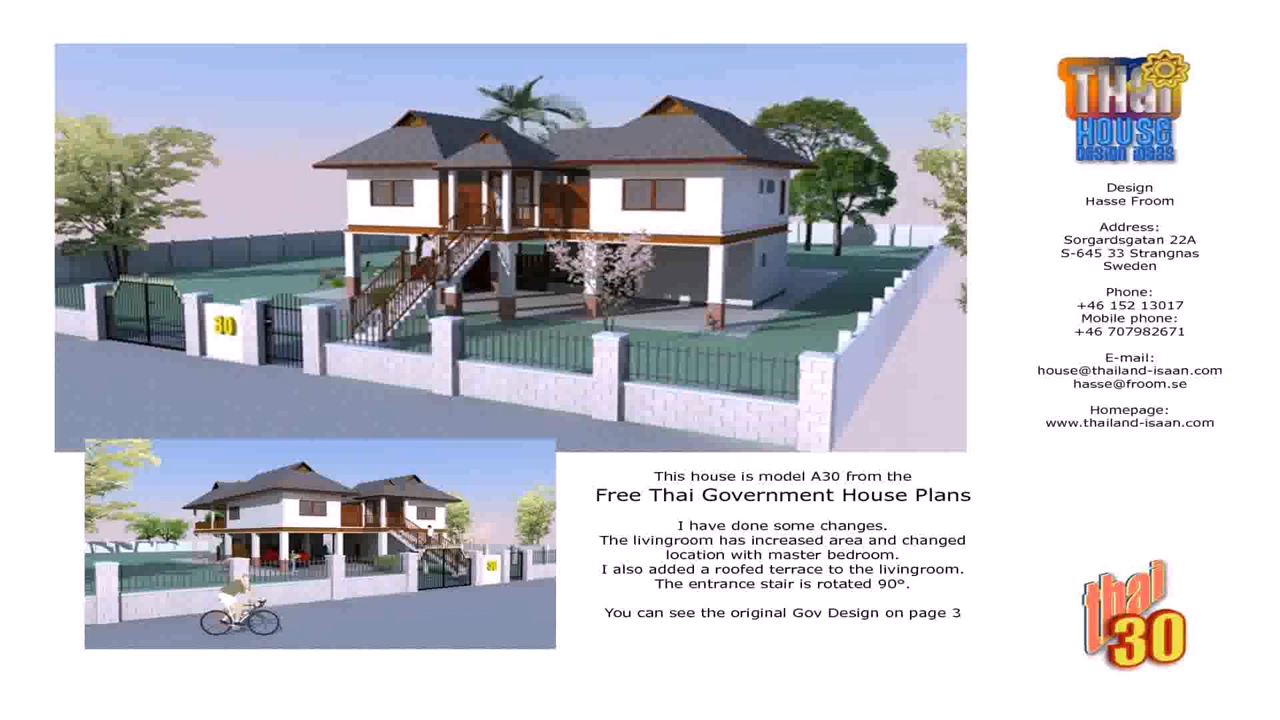 THai
HOUSE
DESIGN IDEAS
Design
Hasse Froom
Address:
Sorgardsgatan 22A
S-645 33 Strangnas
Sweden
Phone:
+46 152 13017
Mobile phone:
+46 707982671
E-mail:
house@thailand-isaan.com
hasse@froom.se
Homepage:
www.thailand-isaan.com
30
This house is model A30 from the
Free Thai Government House Plans
I have done some changes.
The livingroom has increased area and changed
location with master bedroom.
I also added a roofed terrace to the livingroom.
The entrance stair is rotated 90°.
You can see the original Gov Design on page 3
30
thai
30